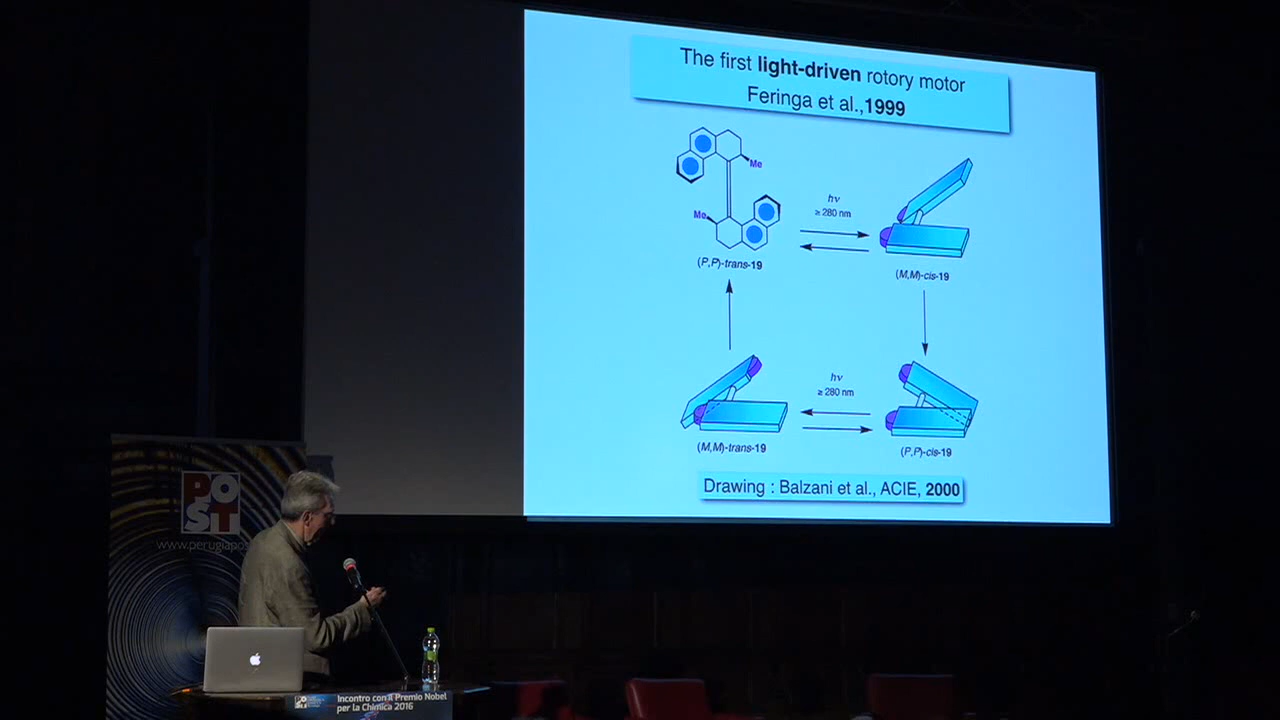 The first light-driven rotory motor
Feringa et al.,1999
Me
Me
hν
≥ 280 nm
(P,P)-trans-19
(M,M)-cis-19
hν
≥ 280 nm
(M,M)-trans-19
(P,P)-cis-19
Drawing : Balzani et al., ACIE, 2000
PO
ST
www.perugiapo
Incontro con il Premio Nobel
per la Chimica 2016